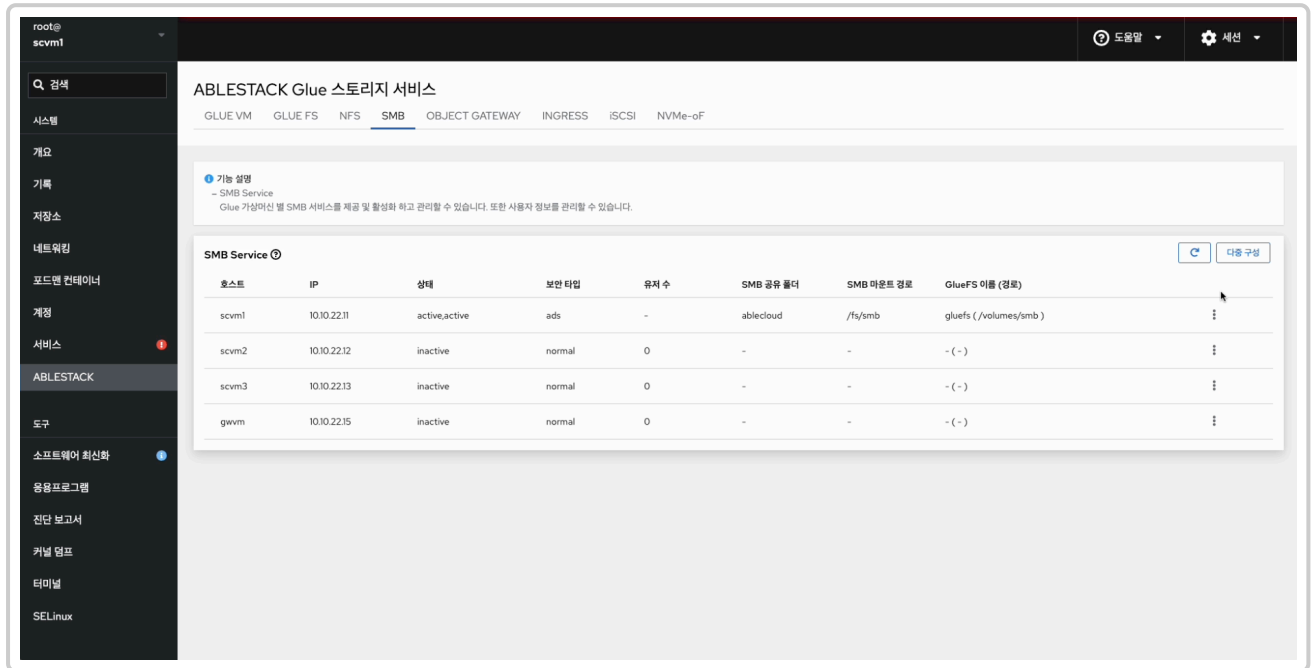 root@
scvm1
도움말
세션
검색
시스템
개요
기록
저장소
네트워킹
포드맨 컨테이너
계정
서비스
ABLESTACK
도구
소프트웨어 최신화
응용프로그램
진단 보고서
커널 덤프
터미널
SELinux
ABLESTACK Glue 스토리지 서비스
GLUE VM GLUE FS NFS SMB OBJECT GATEWAY INGRESS iSCSI NVMe-oF
기능 설명
– SMB Service
Glue 가상머신 별 SMB 서비스를 제공 및 활성화 하고 관리할 수 있습니다. 또한 사용자 정보를 관리할 수 있습니다.
SMB Service
다중 구성
호스트 IP 상태 보안 타입 유저 수 SMB 공유 폴더 SMB 마운트 경로 GlueFS 이름 (경로)
scvm1 10.10.22.11 active,active ads - ablecloud /fs/smb gluefs ( /volumes/smb )
scvm2 10.10.22.12 inactive normal 0 - - - ( - )
scvm3 10.10.22.13 inactive normal 0 - - - ( - )
gwvm 10.10.22.15 inactive normal 0 - - - ( - )